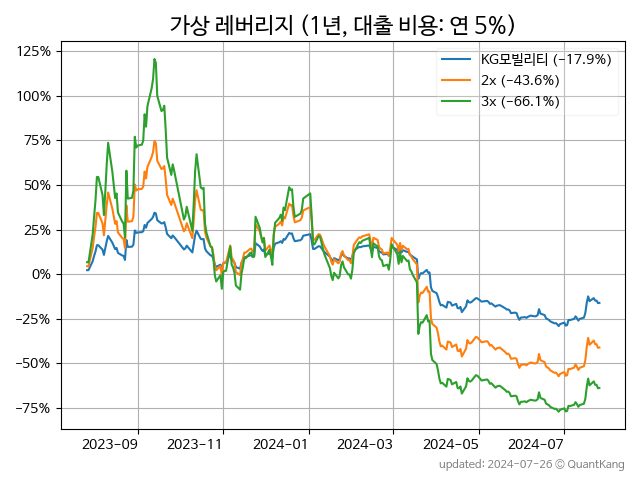 가상 레버리지 (1년, 대출 비용: 연 5%)
125%
100%
75%
50%
25%
0%
−25%
−50%
−75%
KG모빌리티 (−17.9%)
2x (−43.6%)
3x (−66.1%)
2023-09 2023-11 2024-01 2024-03 2024-05 2024-07
updated: 2024-07-26 © QuantKang